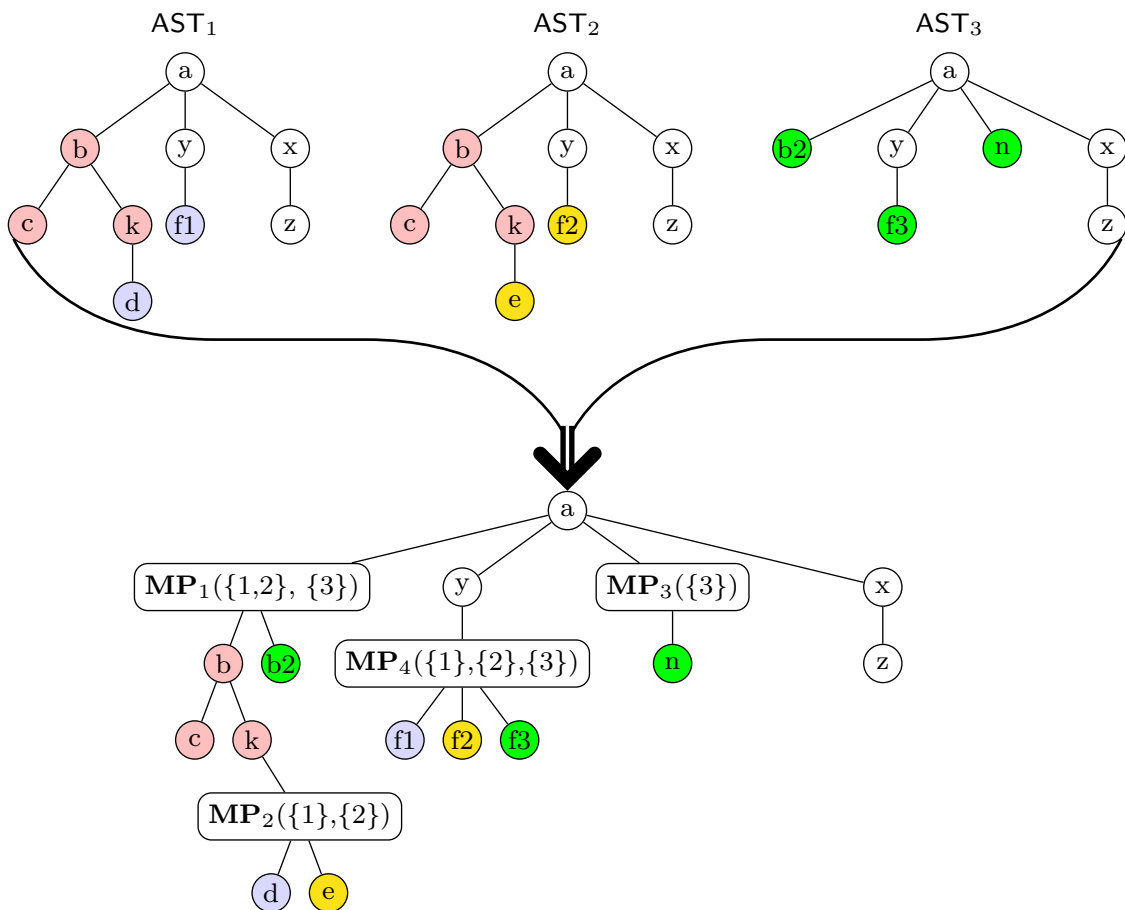 AST₁ AST₂ AST₃
a a a
b y x b y x b2 y n x
c k f1 z c k f2 z f3 z
d e
a
MP₁({1,2}, {3}) y MP₃({3}) x
b b2 MP₄({1},{2},{3}) n z
c k f1 f2 f3
MP₂({1},{2})
d e